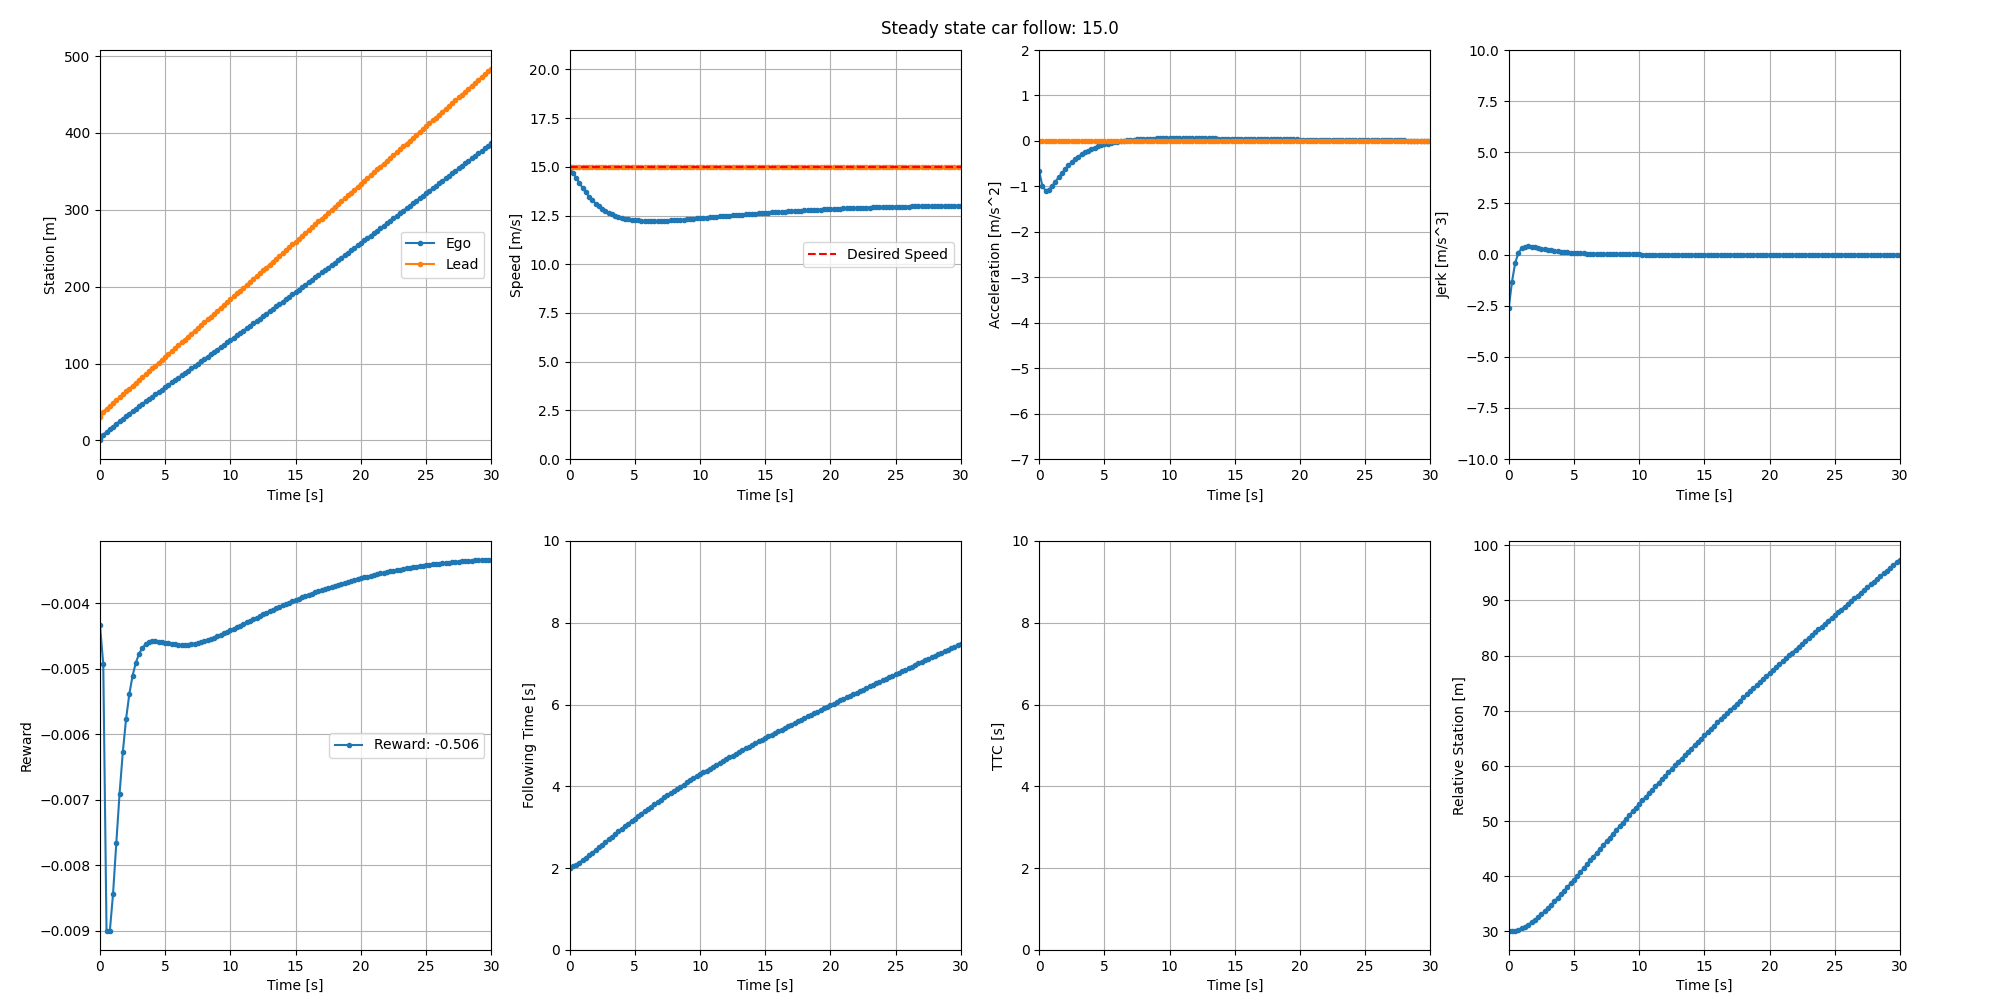 Steady state car follow: 15.0
500
400
300
200
100
0
Station [m]
Ego
Lead
0 5 10 15 20 25 30
Time [s]
20.0
17.5
15.0
12.5
10.0
7.5
5.0
2.5
0.0
Speed [m/s]
Desired Speed
0 5 10 15 20 25 30
Time [s]
2
1
0
−1
−2
−3
−4
−5
−6
−7
Acceleration [m/s^2]
0 5 10 15 20 25 30
Time [s]
10.0
7.5
5.0
2.5
0.0
−2.5
−5.0
−7.5
−10.0
Jerk [m/s^3]
0 5 10 15 20 25 30
Time [s]
−0.004
−0.005
−0.006
−0.007
−0.008
−0.009
Reward
Reward: -0.506
0 5 10 15 20 25 30
Time [s]
10
8
6
4
2
0
Following Time [s]
0 5 10 15 20 25 30
Time [s]
10
8
6
4
2
0
TTC [s]
0 5 10 15 20 25 30
Time [s]
100
90
80
70
60
50
40
30
Relative Station [m]
0 5 10 15 20 25 30
Time [s]